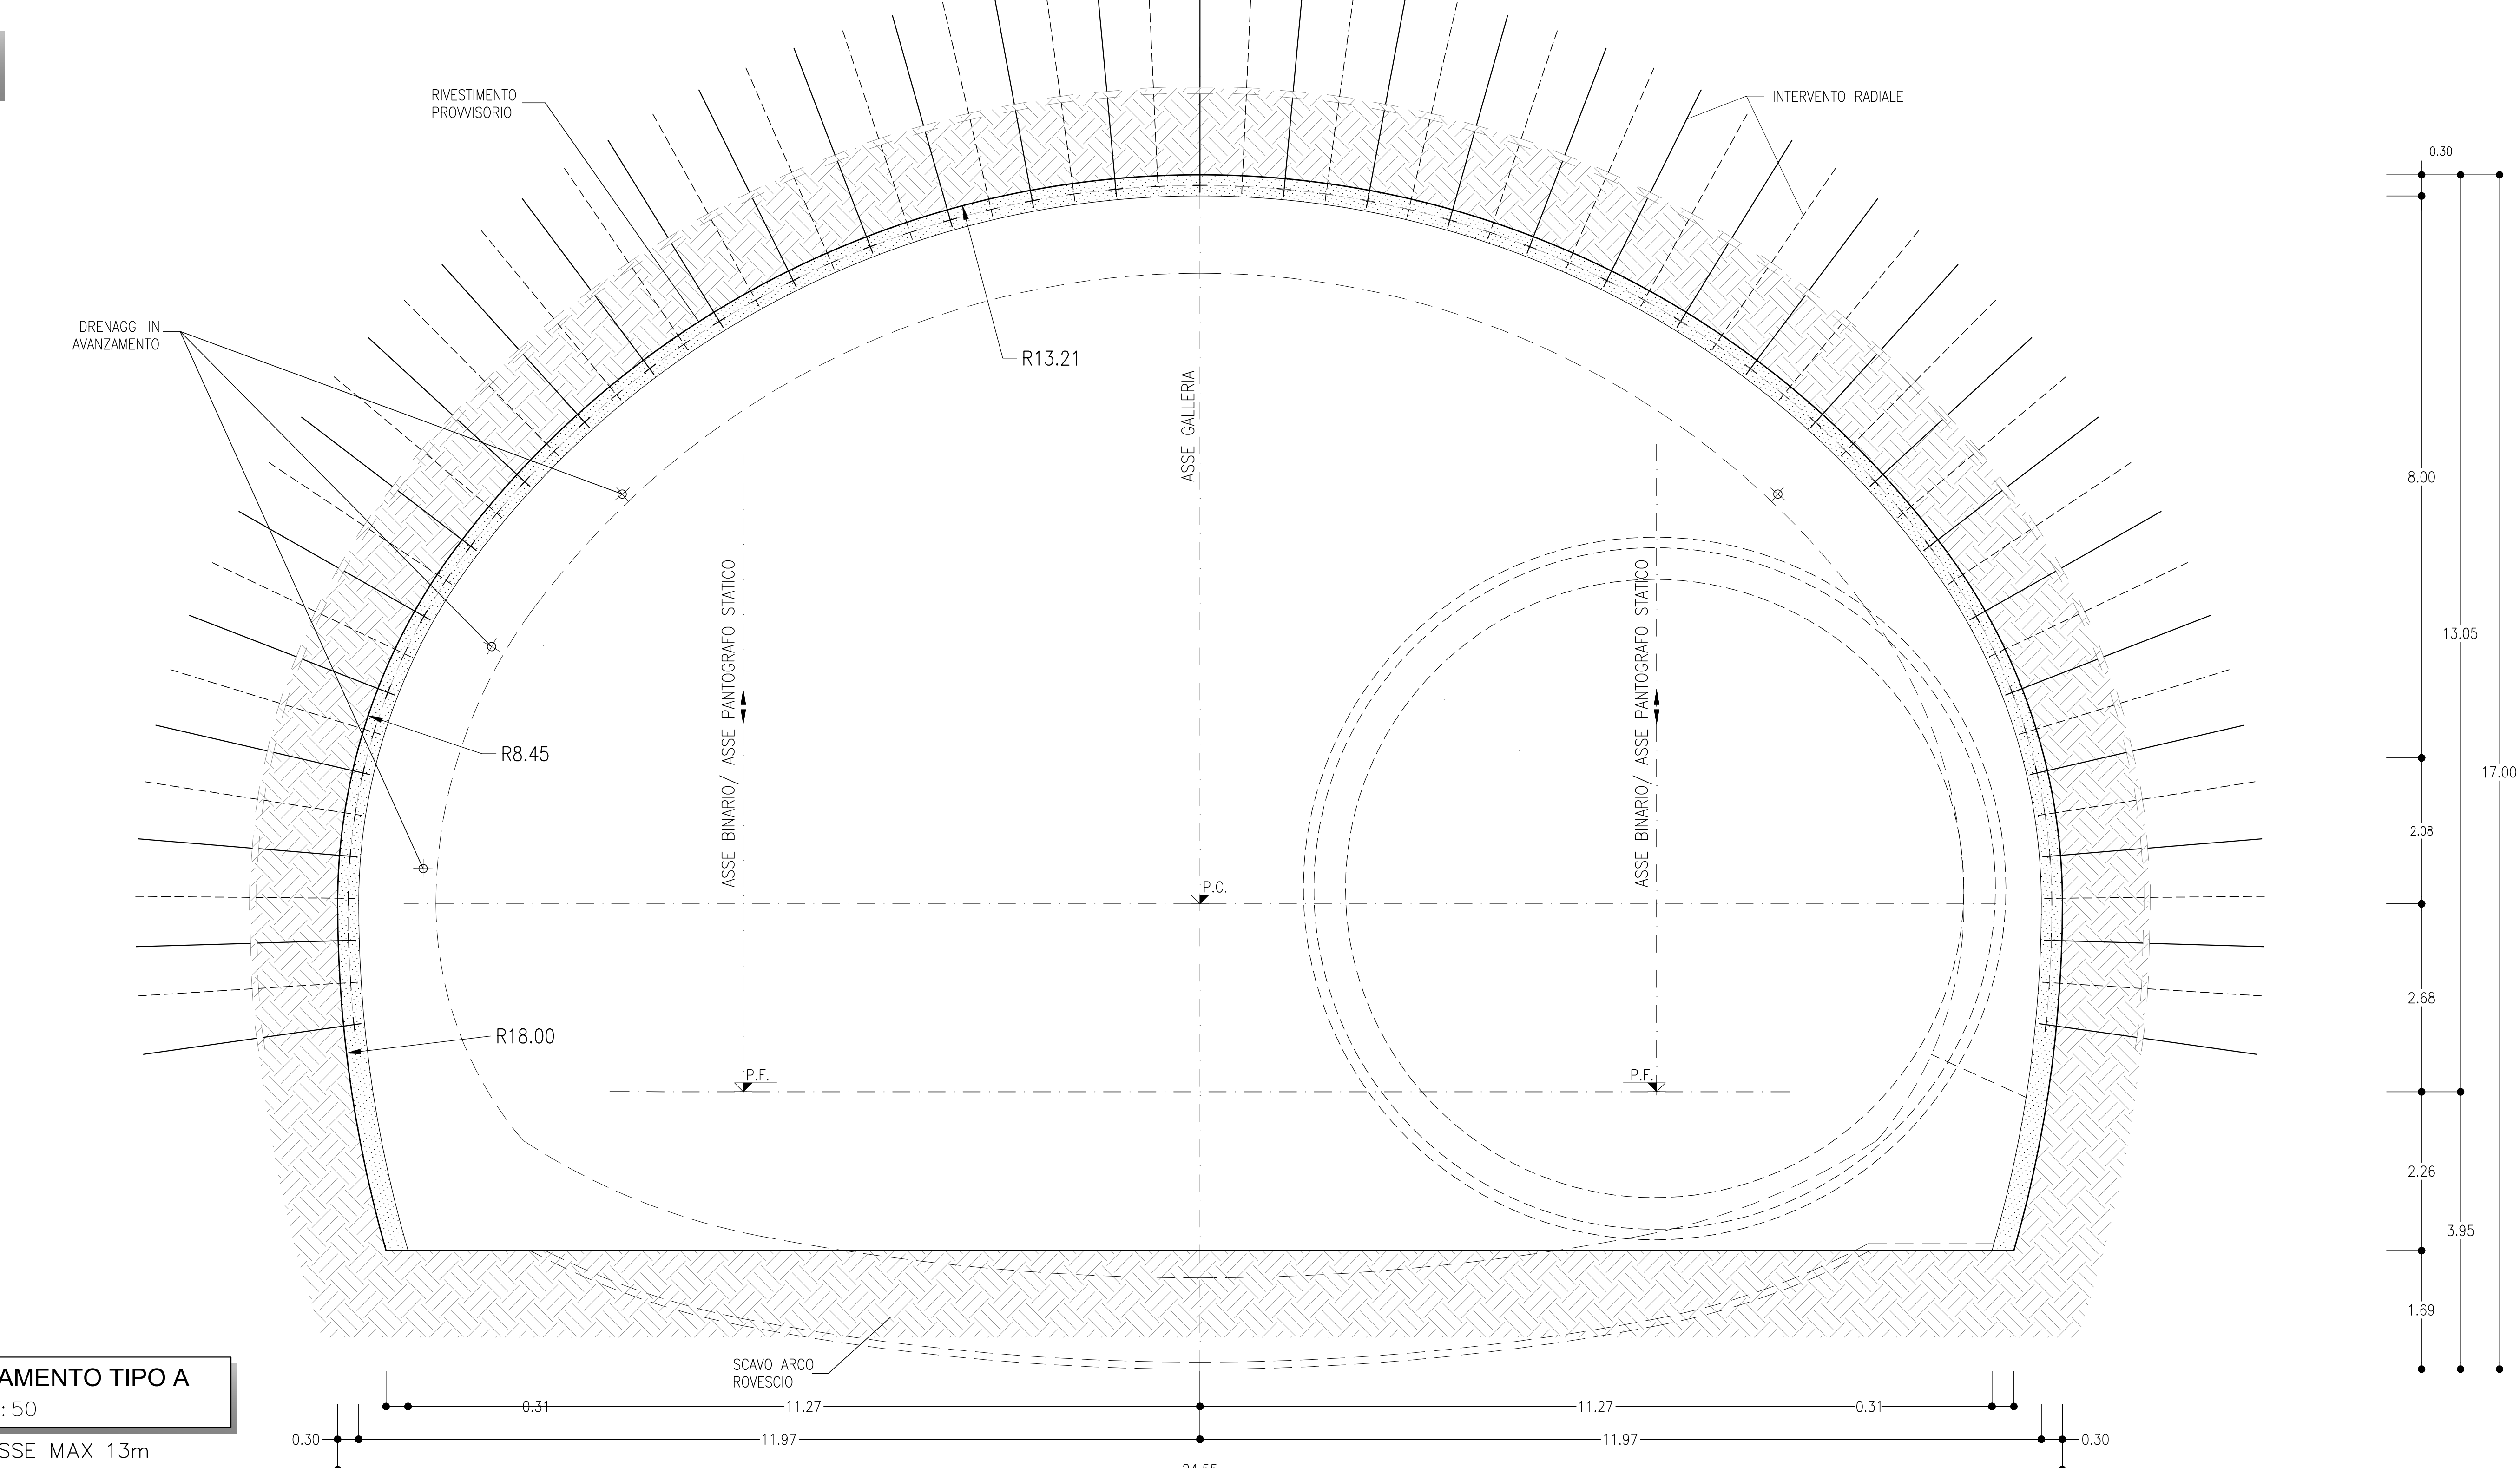 RIVESTIMENTO
PROVVISORIO
INTERVENTO RADIALE
0.30
DRENAGGI IN
AVANZAMENTO
R13.21
ASSE GALLERIA
8.00
ASSE BINARIO/ ASSE PANTOGRAFO STATICO
ASSE BINARIO/ ASSE PANTOGRAFO STATICO
13.05
R8.45
17.00
2.08
P.C.
2.68
R18.00
P.F.
P.F.
2.26
3.95
1.69
SCAVO ARCO
ROVESCIO
AMENTO TIPO A
:50
SSE MAX 13m
0.31
11.27
11.27
0.31
0.30
11.97
11.97
0.30